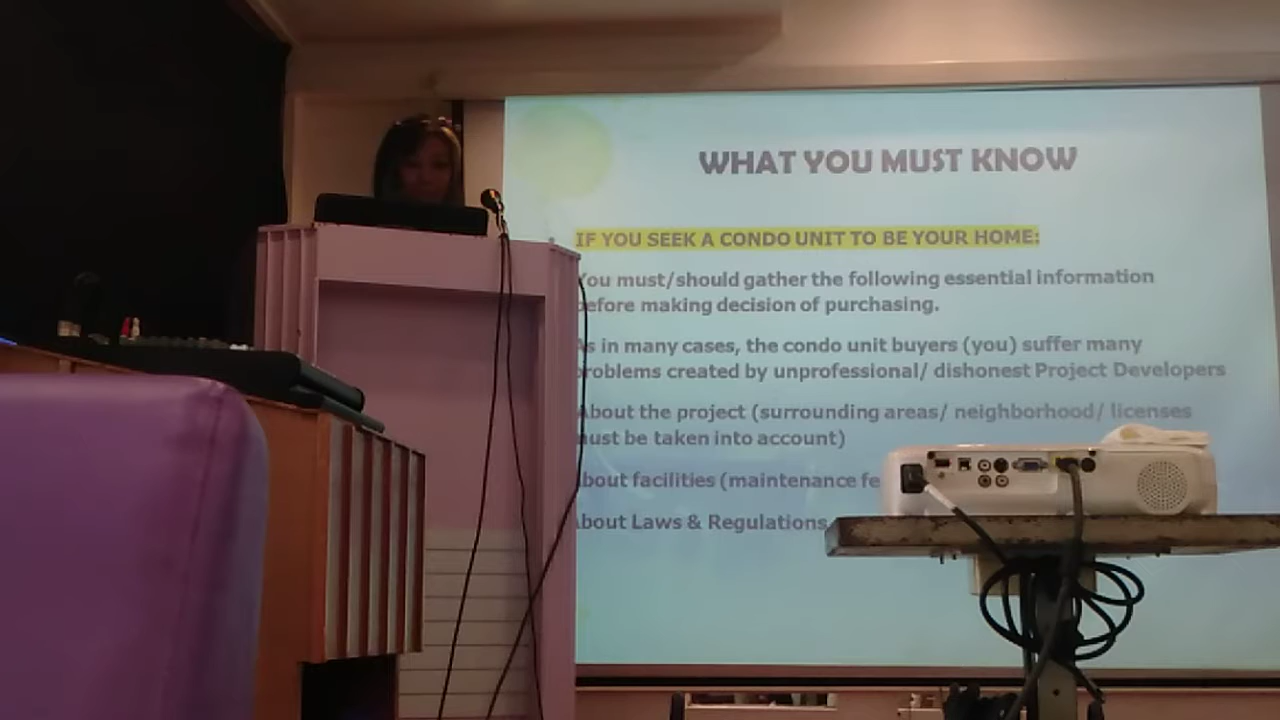 WHAT YOU MUST KNOW
IF YOU SEEK A CONDO UNIT TO BE YOUR HOME:
You must/should gather the following essential information
before making decision of purchasing.
As in many cases, the condo unit buyers (you) suffer many
problems created by unprofessional/ dishonest Project Developers
About the project (surrounding areas/ neighborhood/ licenses
must be taken into account)
About facilities (maintenance fe
About Laws & Regulations